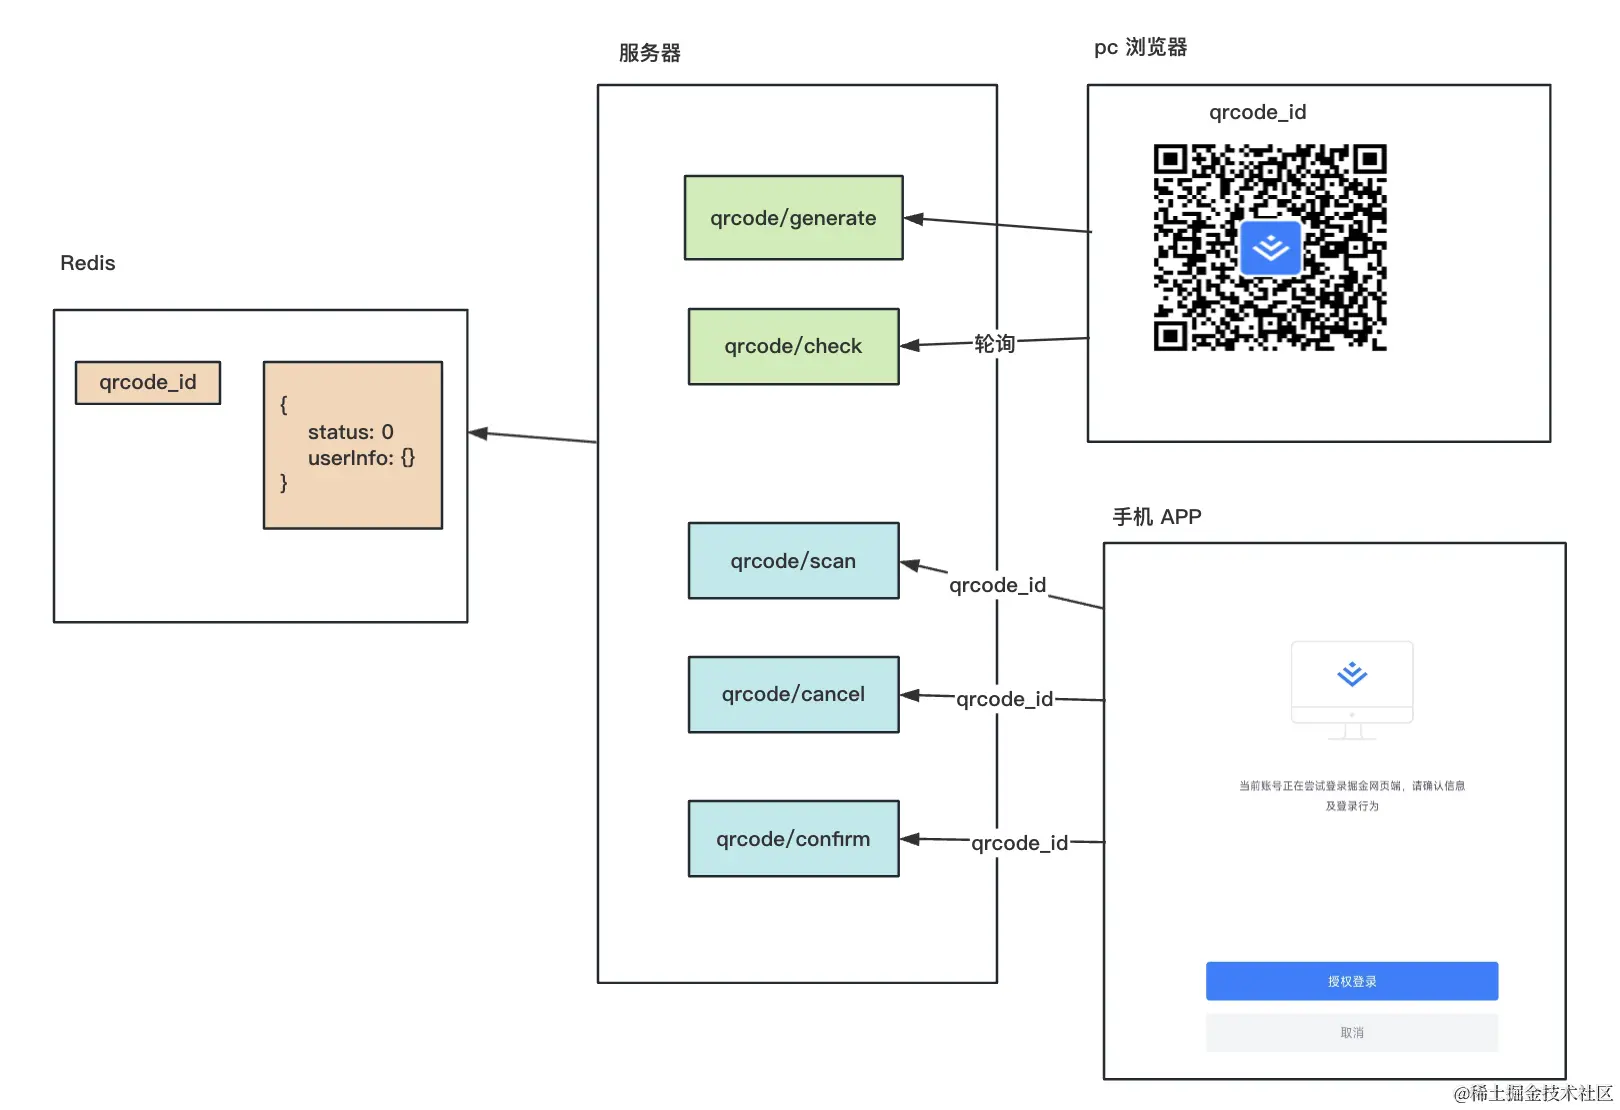 服务器
pc 浏览器
qrcode_id
qrcode/generate
Redis
轮询
qrcode/check
qrcode_id
{
status: 0
userInfo: {}
}
手机 APP
qrcode/scan
qrcode_id
qrcode/cancel
qrcode_id
当前账号正在尝试登录掘金网页端，请确认信息
及登录行为
qrcode/confirm
qrcode_id
授权登录
取消
@稀土掘金技术社区